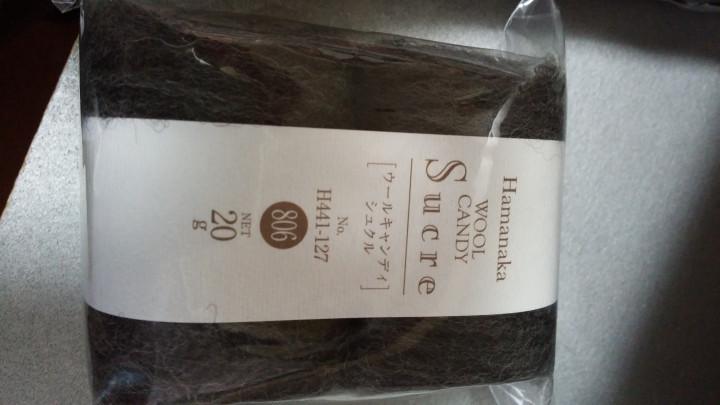 Hamanaka
WOOL
CANDY
Sucre
[ウールキャンディ
シュクル]
No.
H441-127
806
NET
20
g